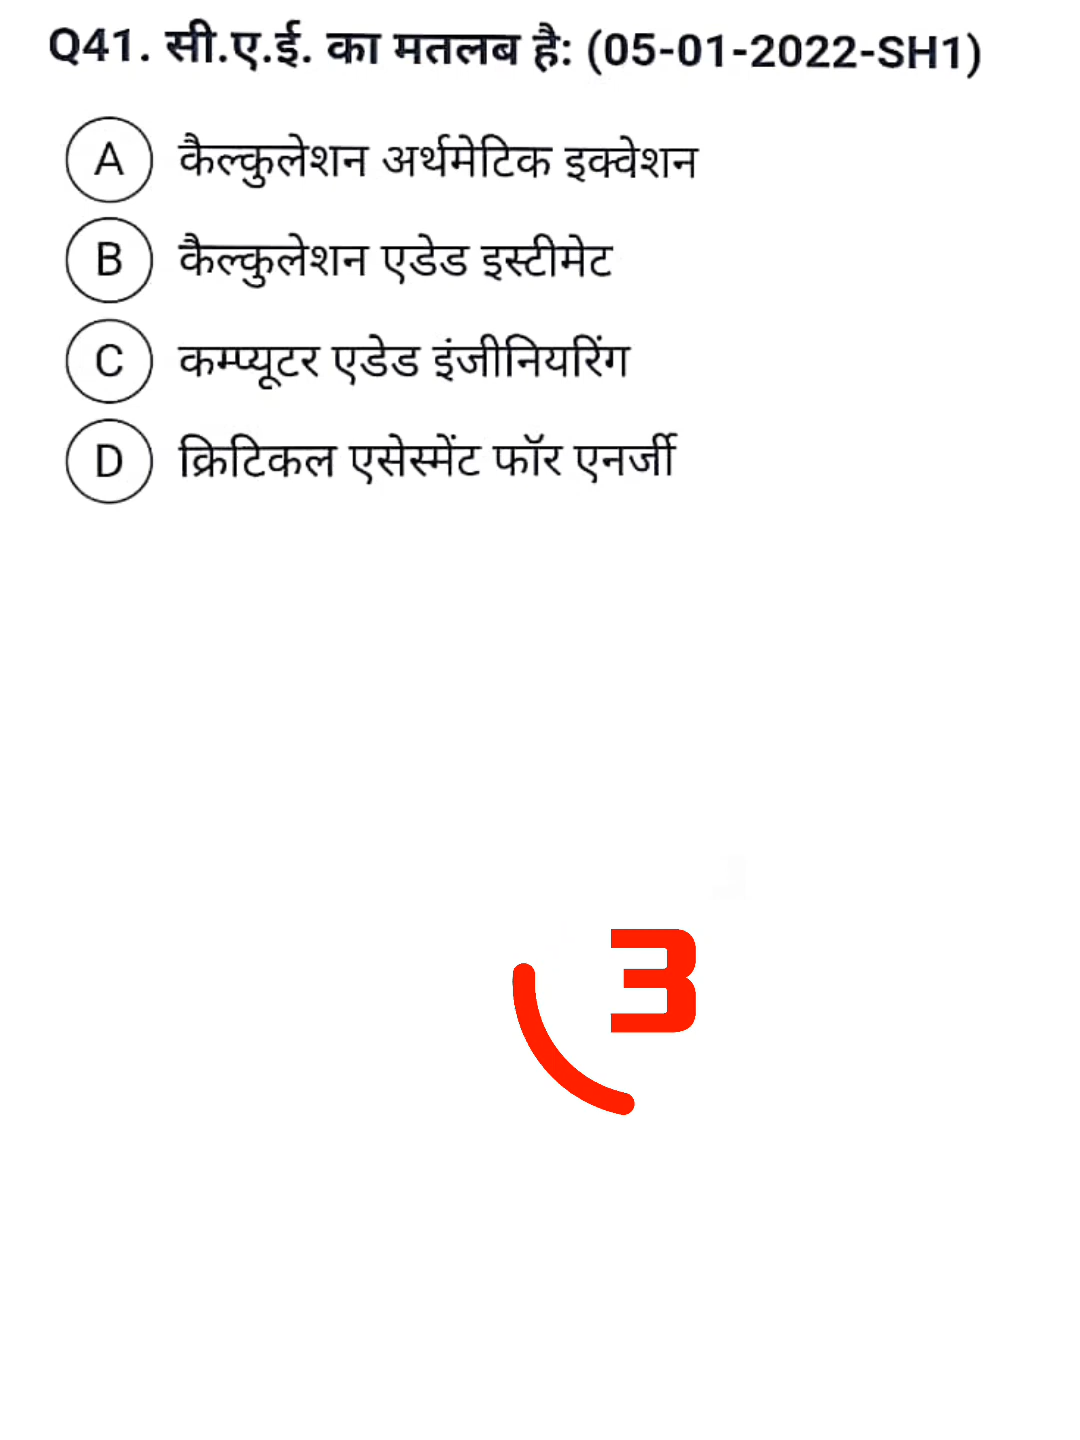 Q41. सी.ए.ई. का मतलब है: (05-01-2022-SH1)
A कैल्कुलेशन अर्थमेटिक इक्वेशन
B कैल्कुलेशन एडेड इस्टीमेट
C कम्प्यूटर एडेड इंजीनियरिंग
D क्रिटिकल एसेस्मेंट फॉर एनर्जी
3